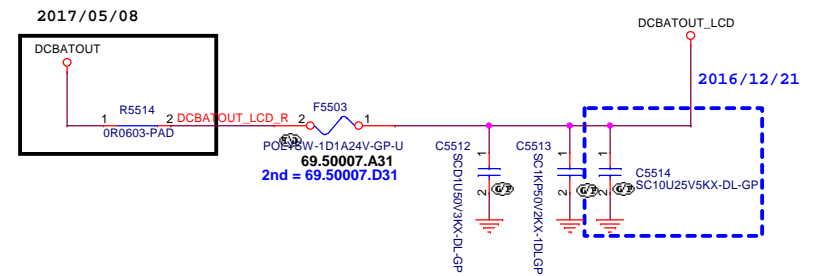 2017/05/08
DCBATOUT
R5514
1
2
0R0603-PAD
DCBATOUT_LCD_R
F5503
2
1
POLYSW-1D1A24V-GP-U
69.50007.A31
2nd = 69.50007.D31
DCBATOUT_LCD
2016/12/21
C5512
1
2
SCD1U50V3KX-DL-GP
C5513
1
2
SC1KP50V2KX-1DLGP
1
2
C5514
SC10U25V5KX-DL-GP